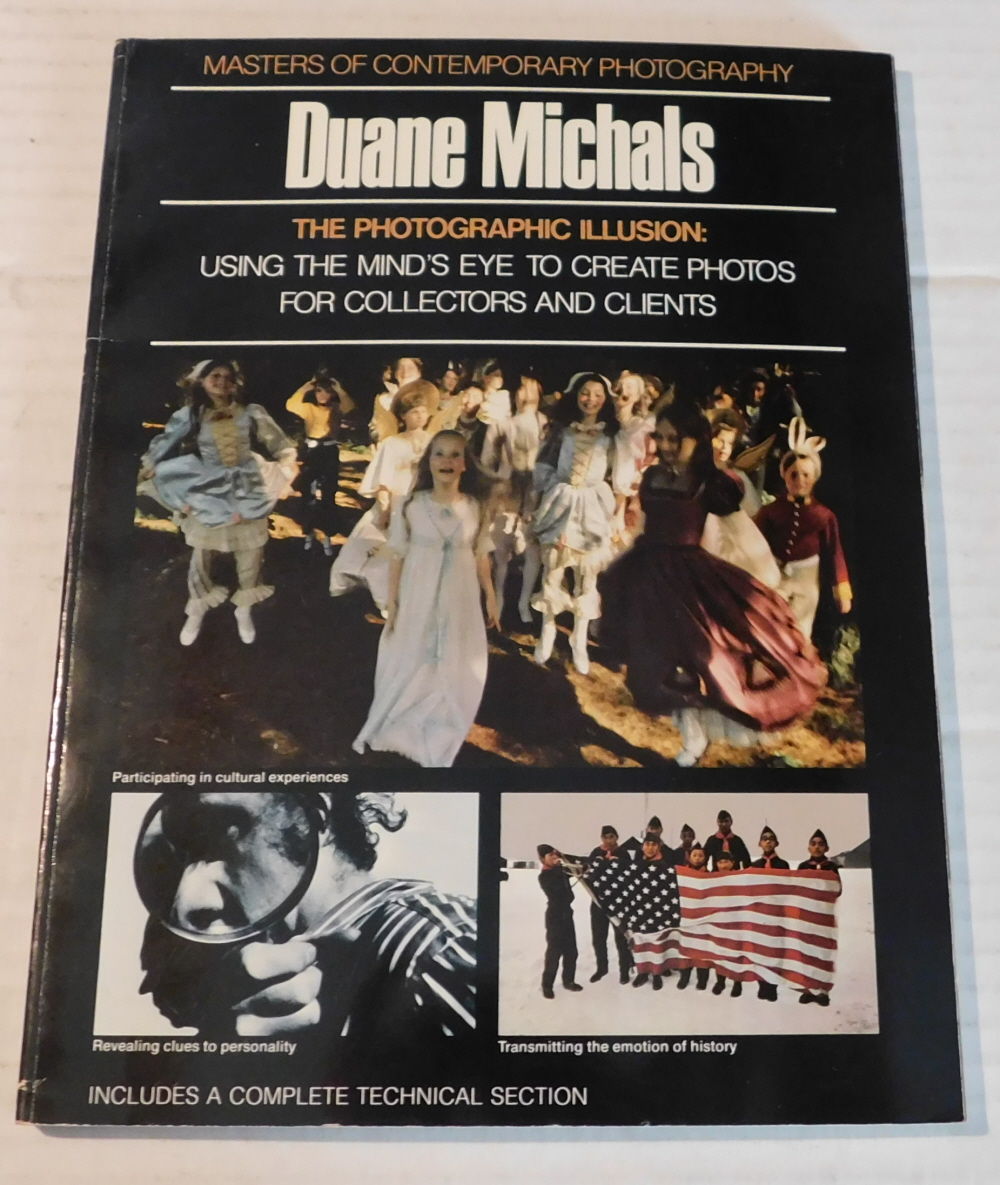 MASTERS OF CONTEMPORARY PHOTOGRAPHY
Duane Michals
THE PHOTOGRAPHIC ILLUSION:
USING THE MIND'S EYE TO CREATE PHOTOS
FOR COLLECTORS AND CLIENTS
Participating in cultural experiences
Revealing clues to personality
Transmitting the emotion of history
INCLUDES A COMPLETE TECHNICAL SECTION